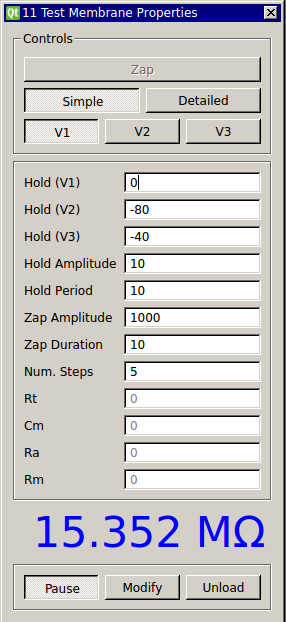 Qt 11 Test Membrane Properties
Controls
Zap
Simple Detailed
V1 V2 V3
Hold (V1) 0
Hold (V2) -80
Hold (V3) -40
Hold Amplitude 10
Hold Period 10
Zap Amplitude 1000
Zap Duration 10
Num. Steps 5
Rt 0
Cm 0
Ra 0
Rm 0
15.352 MΩ
Pause Modify Unload